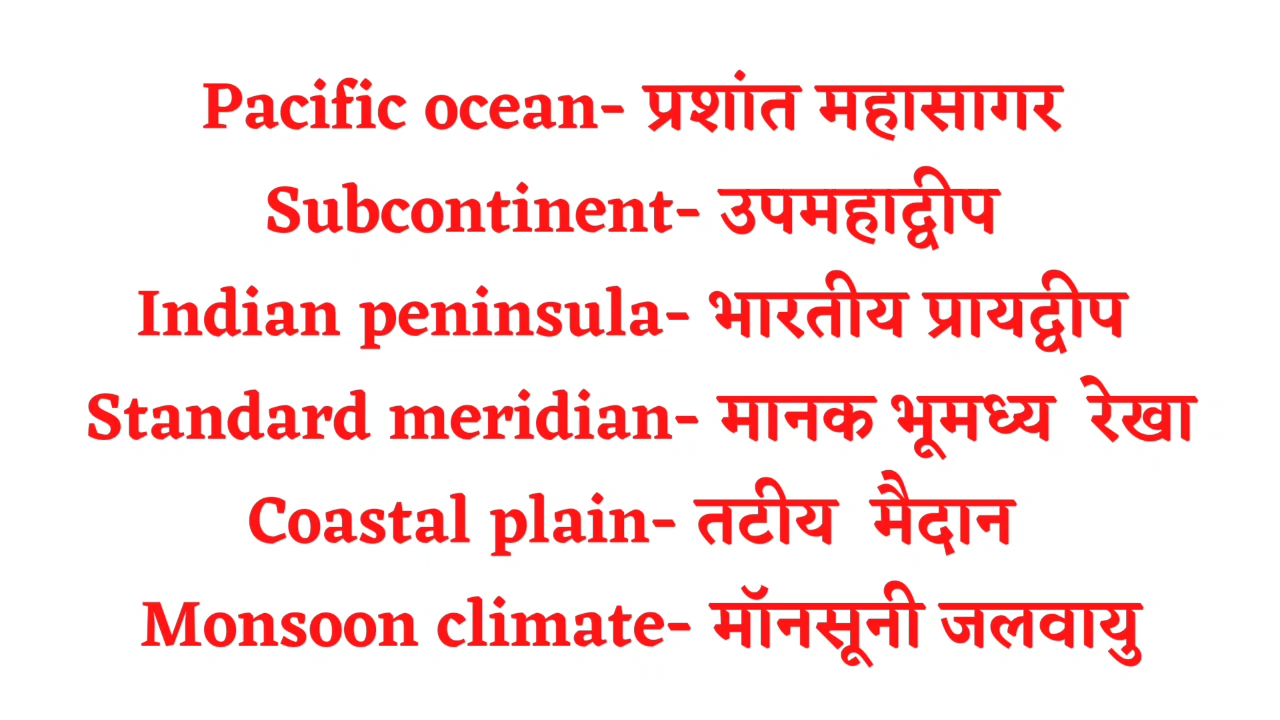 Pacific ocean- प्रशांत महासागर
Subcontinent- उपमहाद्वीप
Indian peninsula- भारतीय प्रायद्वीप
Standard meridian- मानक भूमध्य  रेखा
Coastal plain- तटीय  मैदान
Monsoon climate- मॉनसूनी जलवायु